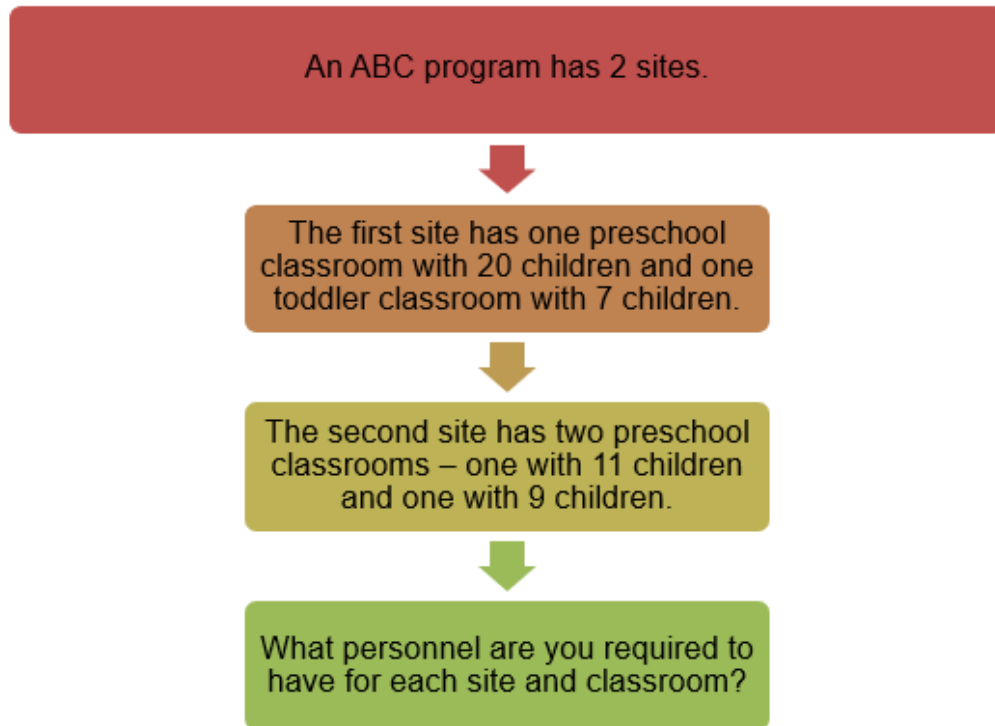 An ABC program has 2 sites.
The first site has one preschool
classroom with 20 children and one
toddler classroom with 7 children.
The second site has two preschool
classrooms – one with 11 children
and one with 9 children.
What personnel are you required to
have for each site and classroom?